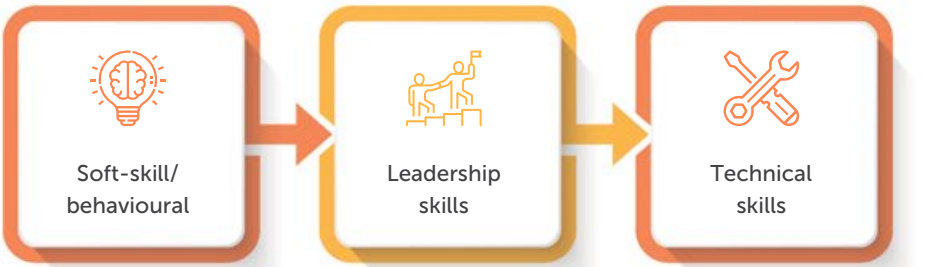 Soft-skill/
behavioural
Leadership
skills
Technical
skills